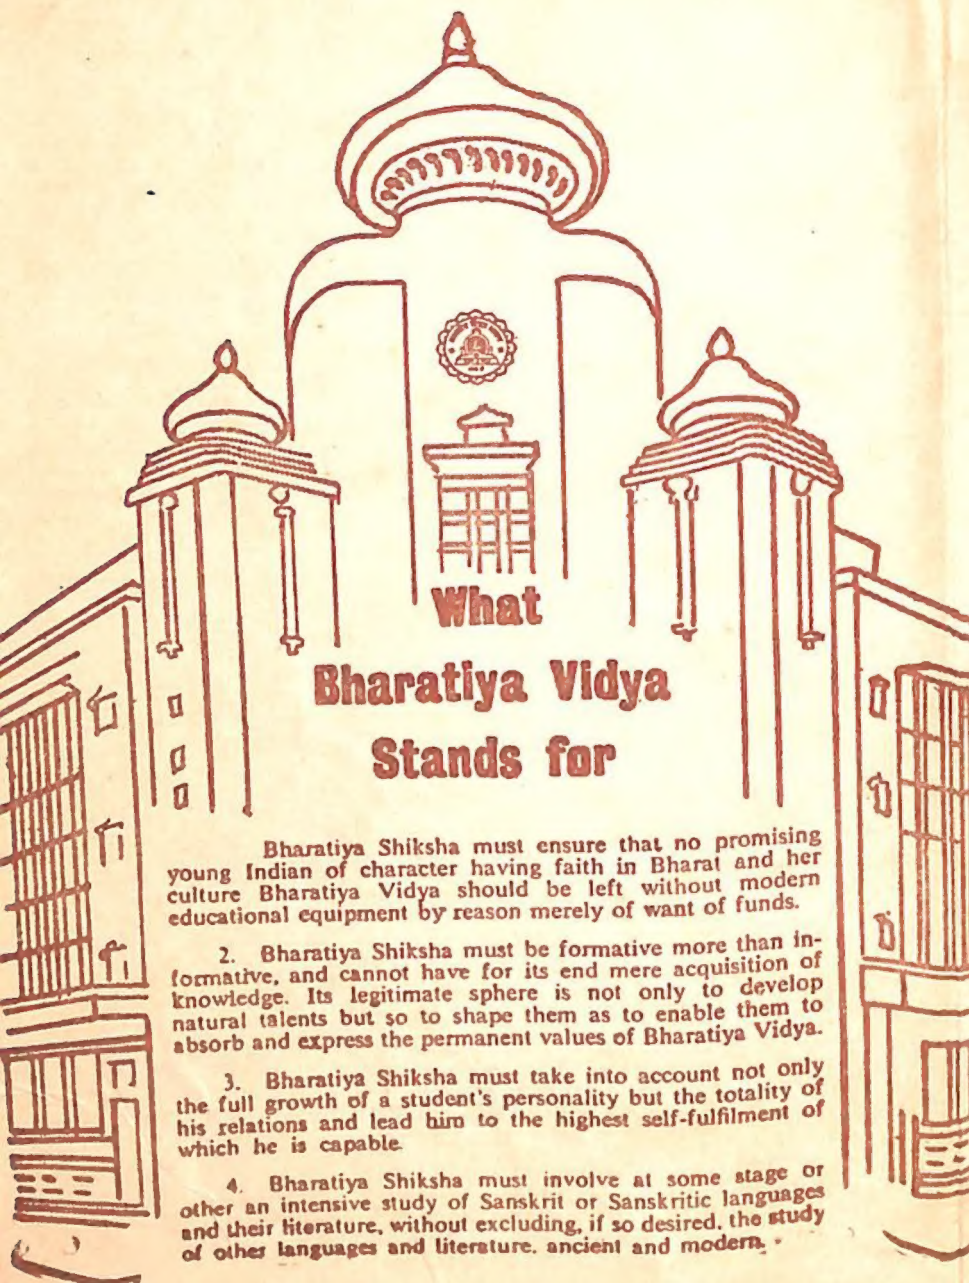 What
Bharatiya Vidya
Stands for
Bharatiya Shiksha must ensure that no promising
young Indian of character having faith in Bharat and her
culture Bharatiya Vidya should be left without modern
educational equipment by reason merely of want of funds.
2. Bharatiya Shiksha must be formative more than in-
formative, and cannot have for its end mere acquisition of
knowledge. Its legitimate sphere is not only to develop
natural talents but so to shape them as to enable them to
absorb and express the permanent values of Bharatiya Vidya.
3. Bharatiya Shiksha must take into account not only
the full growth of a student's personality but the totality of
his relations and lead him to the highest self-fulfilment of
which he is capable.
4. Bharatiya Shiksha must involve at some stage or
other an intensive study of Sanskrit or Sanskritic languages
and their literature, without excluding, if so desired, the study
of other languages and literature, ancient and modern.